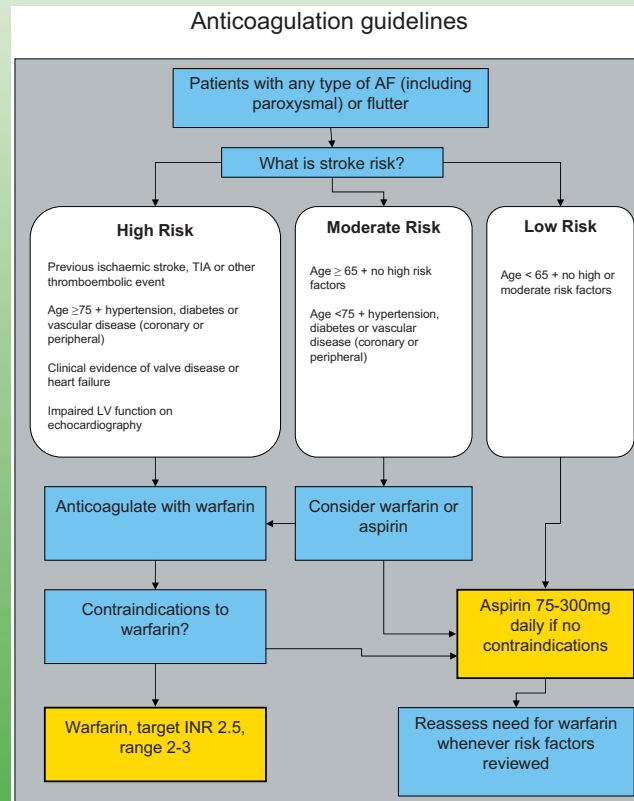 Anticoagulation guidelines
Patients with any type of AF (including
paroxysmal) or flutter
What is stroke risk?
High Risk
Previous ischaemic stroke, TIA or other
thromboembolic event
Age ≥75 + hypertension, diabetes or
vascular disease (coronary or
peripheral)
Clinical evidence of valve disease or
heart failure
Impaired LV function on
echocardiography
Moderate Risk
Age ≥ 65 + no high risk
factors
Age <75 + hypertension,
diabetes or vascular
disease (coronary or
peripheral)
Low Risk
Age < 65 + no high or
moderate risk factors
Anticoagulate with warfarin
Consider warfarin or
aspirin
Contraindications to
warfarin?
Aspirin 75-300mg
daily if no
contraindications
Warfarin, target INR 2.5,
range 2-3
Reassess need for warfarin
whenever risk factors
reviewed